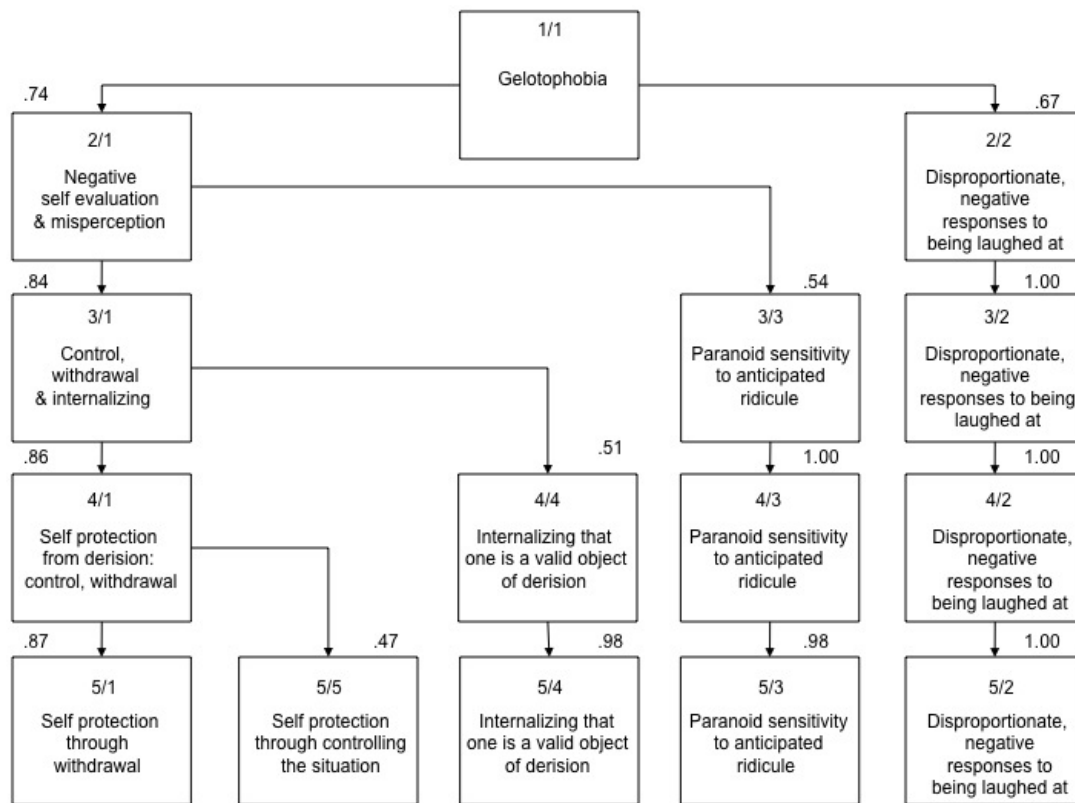 1/1
Gelotophobia
.74
.67
2/1
Negative
self evaluation
& misperception
2/2
Disproportionate,
negative
responses to
being laughed at
.84
.54
1.00
3/1
Control,
withdrawal
& internalizing
3/3
Paranoid sensitivity
to anticipated
ridicule
3/2
Disproportionate,
negative
responses to being
laughed at
.86
.51
1.00
1.00
4/1
Self protection
from derision:
control, withdrawal
4/4
Internalizing that
one is a valid object
of derision
4/3
Paranoid sensitivity
to anticipated
ridicule
4/2
Disproportionate,
negative
responses to
being laughed at
.87
.47
.98
.98
1.00
5/1
Self protection
through
withdrawal
5/5
Self protection
through controlling
the situation
5/4
Internalizing that
one is a valid object
of derision
5/3
Paranoid sensitivity
to anticipated
ridicule
5/2
Disproportionate,
negative
responses to
being laughed at